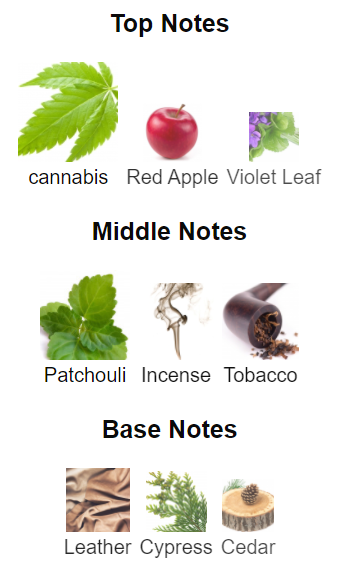 Top Notes
cannabis Red Apple Violet Leaf
Middle Notes
Patchouli Incense Tobacco
Base Notes
Leather Cypress Cedar